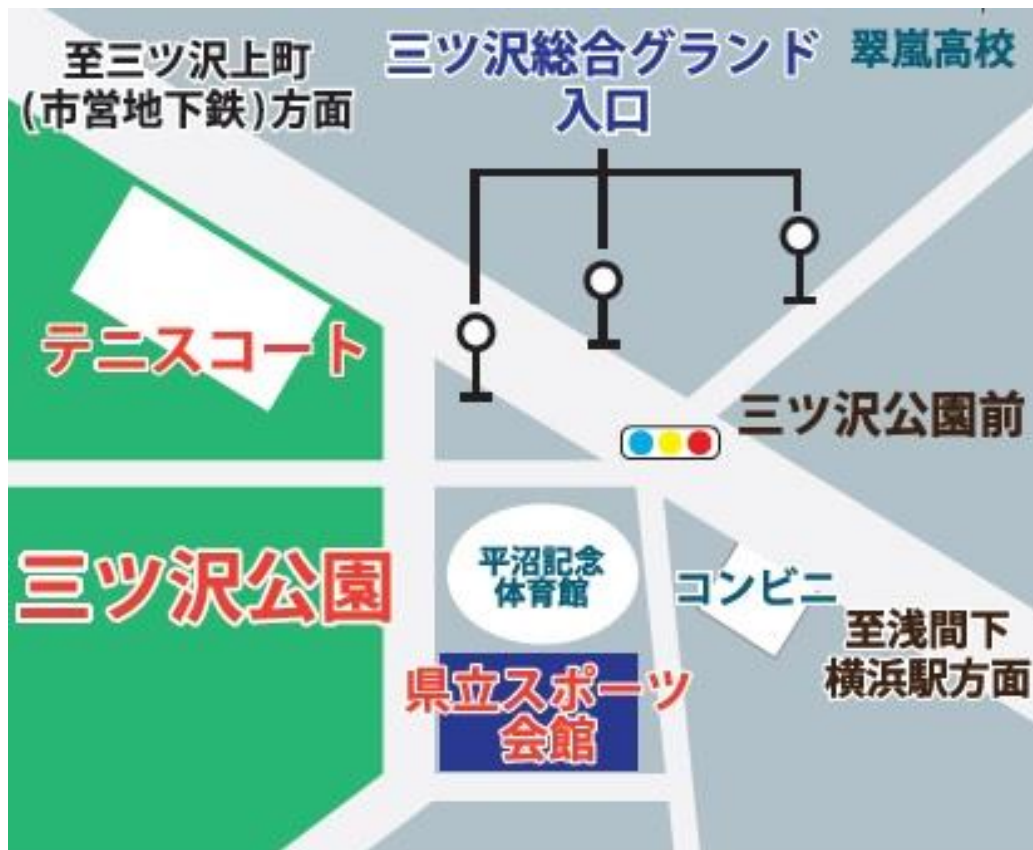 至三ツ沢上町
(市営地下鉄)方面
三ツ沢総合グランド
入口
翠嵐高校
テニスコート
三ツ沢公園前
三ツ沢公園
平沼記念
体育館
コンビニ
県立スポーツ
会館
至浅間下
横浜駅方面